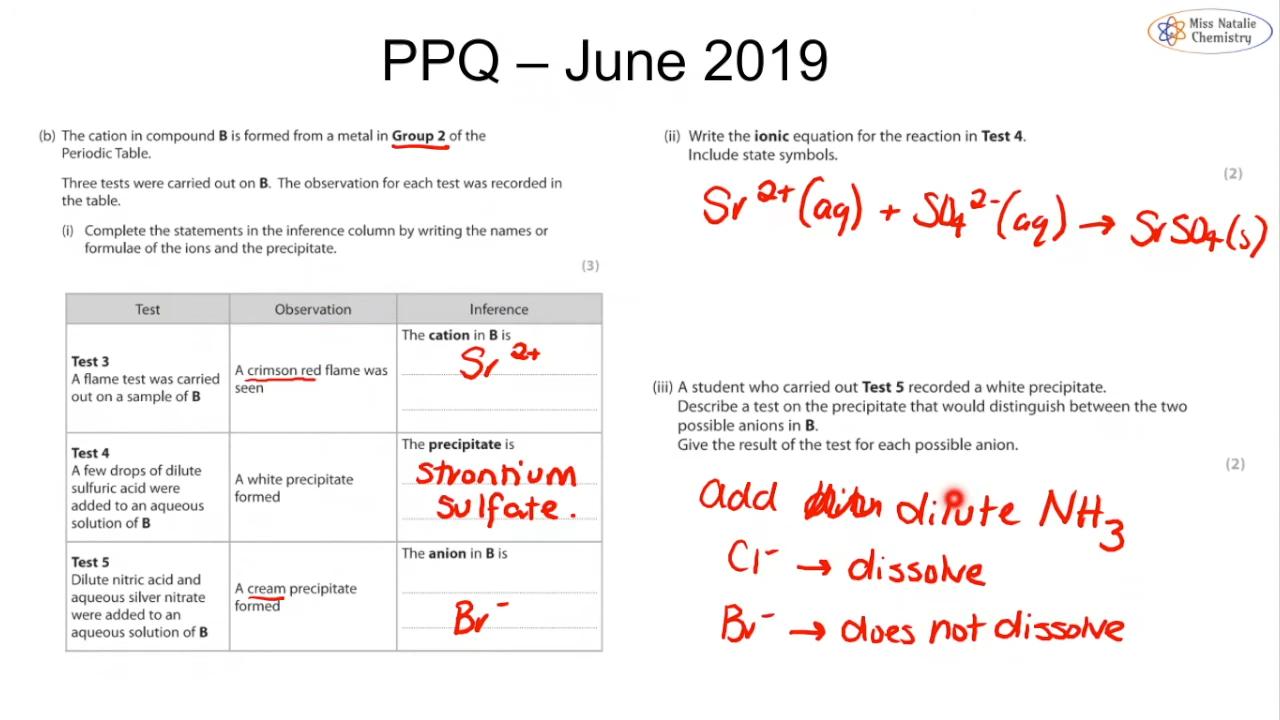 Miss Natalie
Chemistry
PPQ – June 2019
(b) The cation in compound B is formed from a metal in Group 2 of the
Periodic Table.
Three tests were carried out on B. The observation for each test was recorded in
the table.
(i) Complete the statements in the inference column by writing the names or
formulae of the ions and the precipitate.
(3)
Test Observation Inference
Test 3
A flame test was carried
out on a sample of B
A crimson red flame was
seen
The cation in B is
Sr²⁺
Test 4
A few drops of dilute
sulfuric acid were
added to an aqueous
solution of B
A white precipitate
formed
The precipitate is
strontium
sulfate.
Test 5
Dilute nitric acid and
aqueous silver nitrate
were added to an
aqueous solution of B
A cream precipitate
formed
The anion in B is
Br⁻
(ii) Write the ionic equation for the reaction in Test 4.
Include state symbols.
(2)
Sr²⁺(aq) + SO₄²⁻(aq) → SrSO₄(s)
(iii) A student who carried out Test 5 recorded a white precipitate.
Describe a test on the precipitate that would distinguish between the two
possible anions in B.
Give the result of the test for each possible anion.
(2)
add dilute NH₃
Cl⁻ → dissolve
Br⁻ → does not dissolve